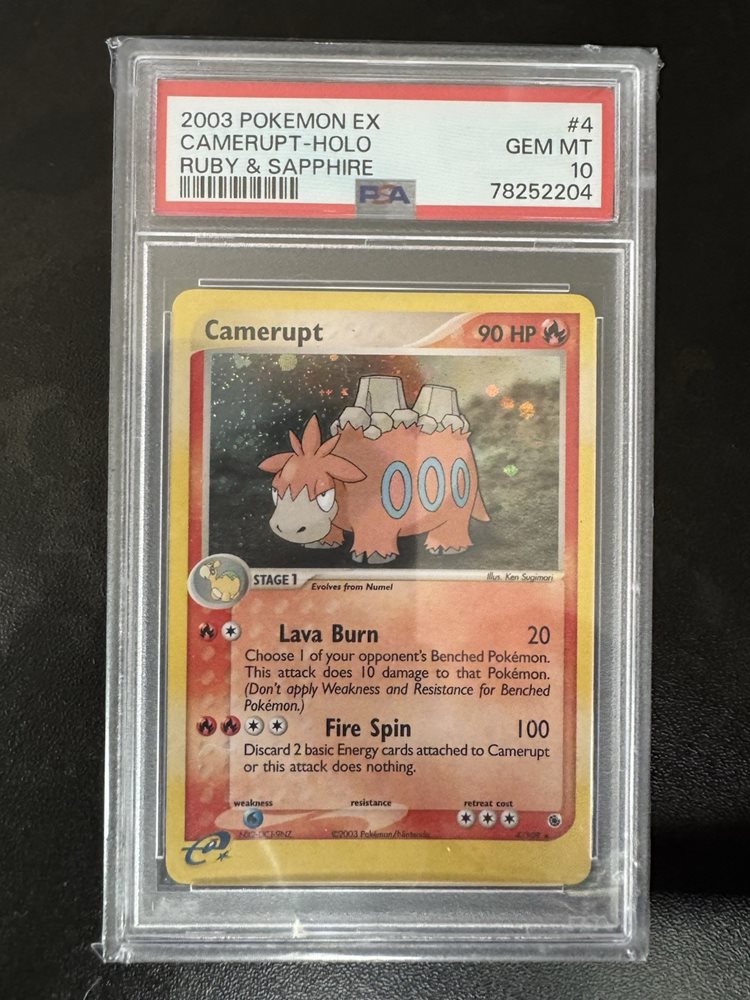 2003 POKEMON EX #4
CAMERUPT-HOLO GEM MT
RUBY & SAPPHIRE 10
PSA 78252204
Camerupt 90 HP
STAGE 1 Evolves from Numel Illus. Ken Sugimori
Lava Burn 20
Choose 1 of your opponent's Benched Pokémon.
This attack does 10 damage to that Pokémon.
(Don't apply Weakness and Resistance for Benched
Pokémon.)
Fire Spin 100
Discard 2 basic Energy cards attached to Camerupt
or this attack does nothing.
weakness resistance retreat cost
©2003 Pokémon/Nintendo 4/109
e